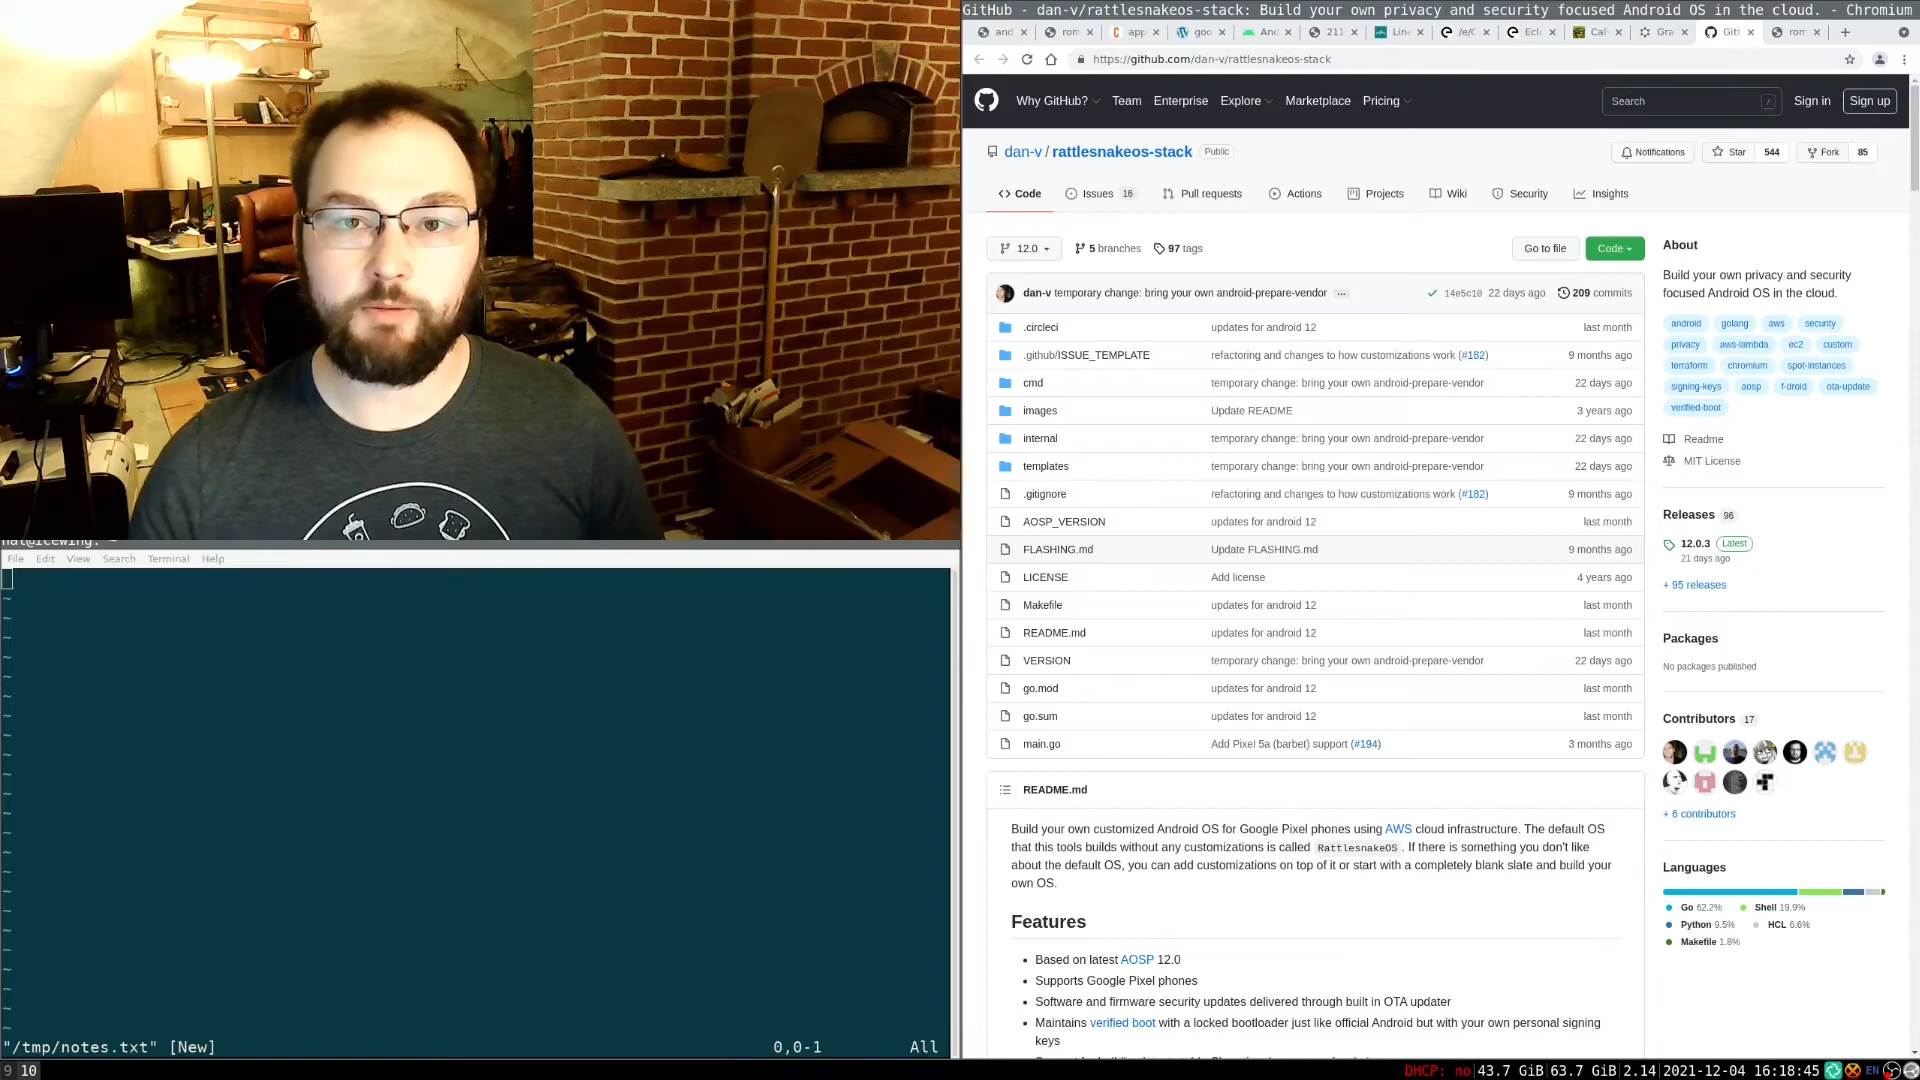 GitHub - dan-v/rattlesnakeos-stack: Build your own privacy and security focused Android OS in the cloud. - Chromium
and
ron
app
goo
And
211
Line
/e/C
Ecl
Caly
Gra
GitH
rom
https://github.com/dan-v/rattlesnakeos-stack
Why GitHub? Team Enterprise Explore Marketplace Pricing
Search /
Sign in
Sign up
dan-v / rattlesnakeos-stack Public
Notifications
Star 544
Fork 85
Code
Issues 16
Pull requests
Actions
Projects
Wiki
Security
Insights
12.0
5 branches
97 tags
Go to file
Code
dan-v temporary change: bring your own android-prepare-vendor ... 14e5c10 22 days ago 209 commits
.circleci updates for android 12 last month
.github/ISSUE_TEMPLATE refactoring and changes to how customizations work (#182) 9 months ago
cmd temporary change: bring your own android-prepare-vendor 22 days ago
images Update README 3 years ago
internal temporary change: bring your own android-prepare-vendor 22 days ago
templates temporary change: bring your own android-prepare-vendor 22 days ago
.gitignore refactoring and changes to how customizations work (#182) 9 months ago
AOSP_VERSION updates for android 12 last month
FLASHING.md Update FLASHING.md 9 months ago
LICENSE Add license 4 years ago
Makefile updates for android 12 last month
README.md updates for android 12 last month
VERSION temporary change: bring your own android-prepare-vendor 22 days ago
go.mod updates for android 12 last month
go.sum updates for android 12 last month
main.go Add Pixel 5a (barbet) support (#194) 3 months ago
README.md
Build your own customized Android OS for Google Pixel phones using AWS cloud infrastructure. The default OS
that this tools builds without any customizations is called RattlesnakeOS. If there is something you don't like
about the default OS, you can add customizations on top of it or start with a completely blank slate and build your
own OS.
Features
Based on latest AOSP 12.0
Supports Google Pixel phones
Software and firmware security updates delivered through built in OTA updater
Maintains verified boot with a locked bootloader just like official Android but with your own personal signing
keys
About
Build your own privacy and security
focused Android OS in the cloud.
android golang aws security
privacy aws-lambda ec2 custom
terraform chromium spot-instances
signing-keys aosp f-droid ota-update
verified-boot
Readme
MIT License
Releases 96
12.0.3 Latest
21 days ago
+ 95 releases
Packages
No packages published
Contributors 17
+ 6 contributors
Languages
Go 62.2% Shell 19.9%
Python 9.5% HCL 6.6%
Makefile 1.8%
File Edit View Search Terminal Help
"/tmp/notes.txt" [New] 0,0-1 All
9 10
DHCP: no|43.7 GiB|63.7 GiB|2.14|2021-12-04 16:18:45 EN